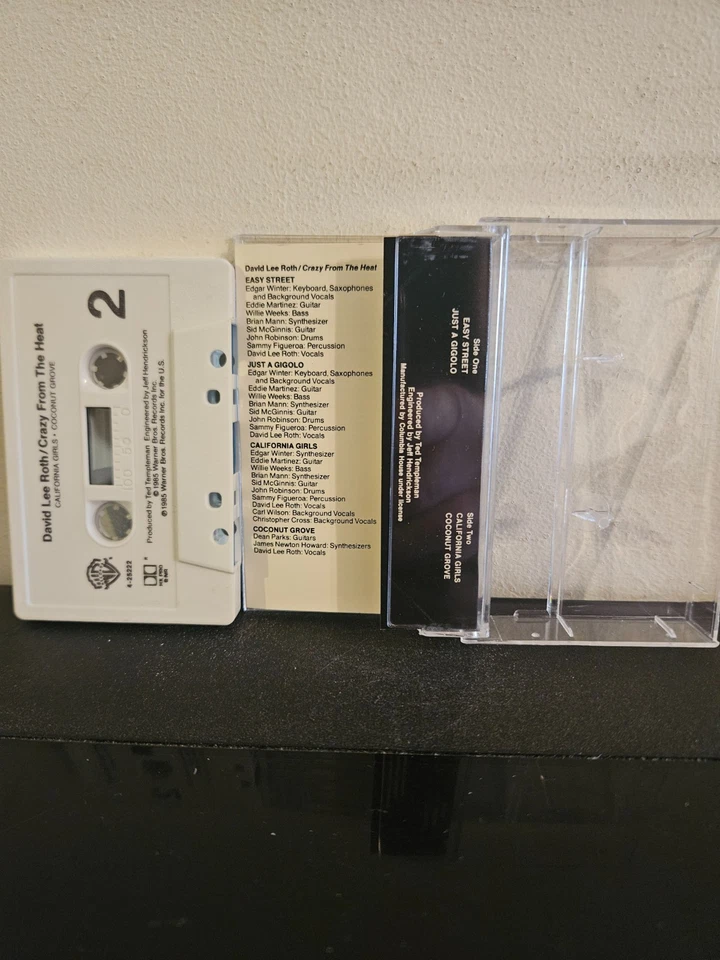 David Lee Roth/Crazy From The Heat
CALIFORNIA GIRLS • COCONUT GROVE
2
4-25222
Produced by Ted Templeman Engineered by Jeff Hendrickson
© 1985 Warner Bros. Records Inc.
℗ 1985 Warner Bros. Records Inc. for the U.S.
David Lee Roth/Crazy From The Heat
EASY STREET
Edgar Winter: Keyboard, Saxophones
and Background Vocals
Eddie Martinez: Guitar
Willie Weeks: Bass
Brian Mann: Synthesizer
Sid McGinnis: Guitar
John Robinson: Drums
Sammy Figueroa: Percussion
David Lee Roth: Vocals
JUST A GIGOLO
Edgar Winter: Keyboard, Saxophones
and Background Vocals
Eddie Martinez: Guitar
Willie Weeks: Bass
Brian Mann: Synthesizer
Sid McGinnis: Guitar
John Robinson: Drums
Sammy Figueroa: Percussion
David Lee Roth: Vocals
CALIFORNIA GIRLS
Edgar Winter: Synthesizer
Eddie Martinez: Guitar
Willie Weeks: Bass
Brian Mann: Synthesizer
Sid McGinnis: Guitar
John Robinson: Drums
Sammy Figueroa: Percussion
David Lee Roth: Vocals
Carl Wilson: Background Vocals
Christopher Cross: Background Vocals
COCONUT GROVE
Dean Parks: Guitars
James Newton Howard: Synthesizers
David Lee Roth: Vocals
Side One
EASY STREET
JUST A GIGOLO
Side Two
CALIFORNIA GIRLS
COCONUT GROVE
Produced by Ted Templeman
Engineered by Jeff Hendrickson
Manufactured by Columbia House under license